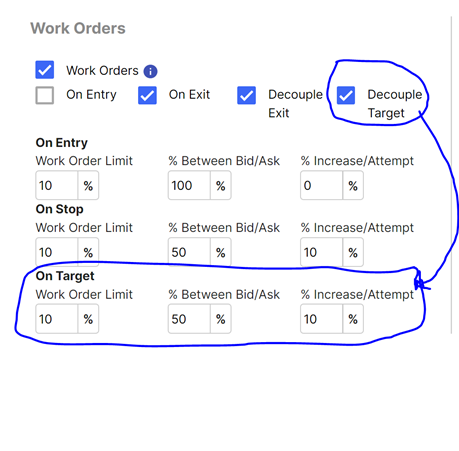 Work Orders
Work Orders i
On Entry On Exit Decouple Exit Decouple Target
On Entry
Work Order Limit % Between Bid/Ask % Increase/Attempt
10 % 100 % 0 %
On Stop
Work Order Limit % Between Bid/Ask % Increase/Attempt
10 % 50 % 10 %
On Target
Work Order Limit % Between Bid/Ask % Increase/Attempt
10 % 50 % 10 %